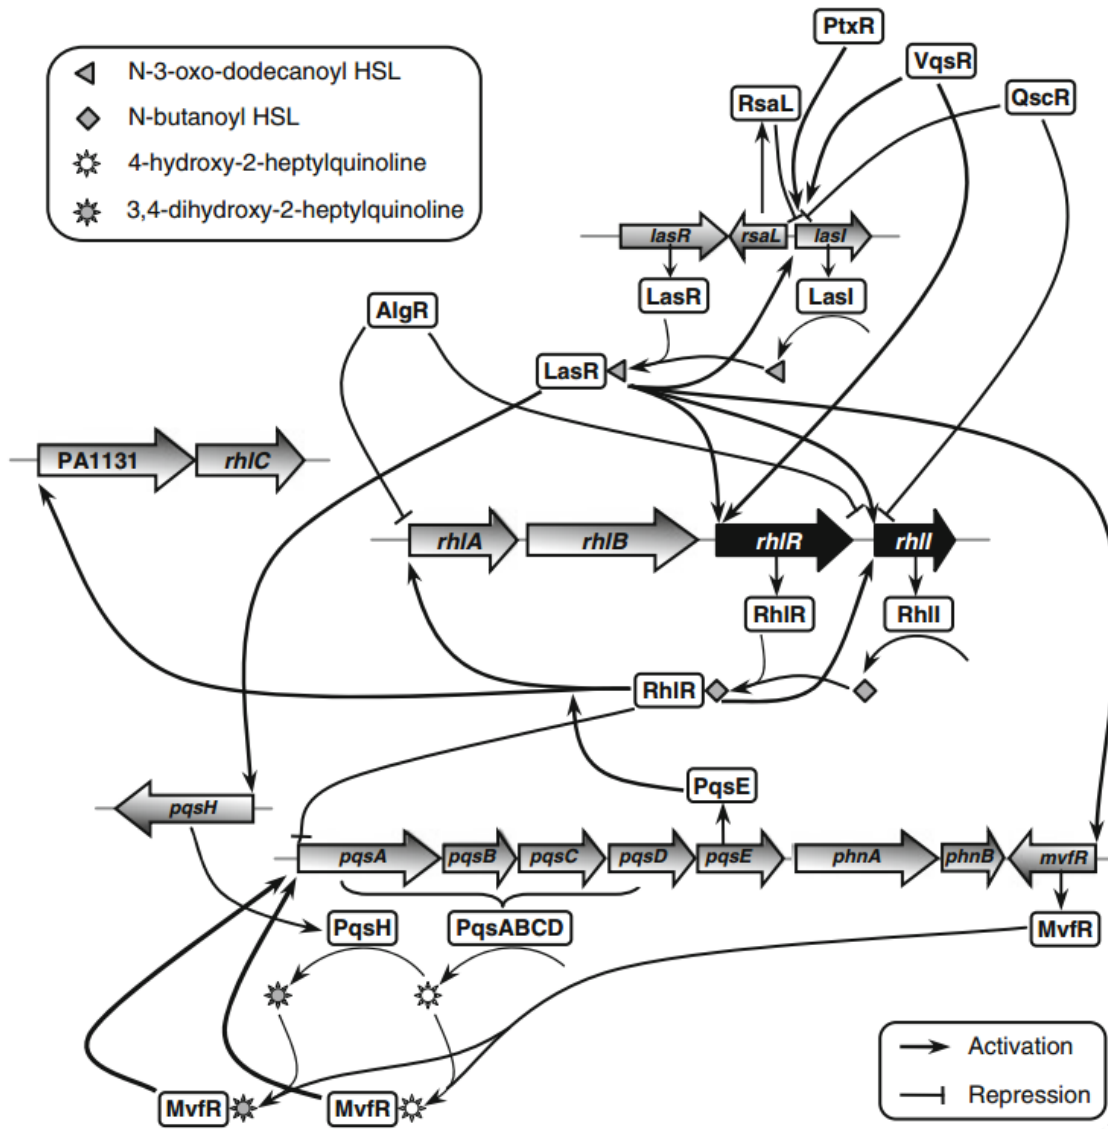 PtxR
VqsR
QscR
RsaL
N-3-oxo-dodecanoyl HSL
N-butanoyl HSL
4-hydroxy-2-heptylquinoline
3,4-dihydroxy-2-heptylquinoline
lasR rsaL lasI
LasR LasI
AlgR
LasR
PA1131 rhlC
rhlA rhlB rhlR rhlI
RhlR RhlI
RhlR
PqsE
pqsH
pqsA pqsB pqsC pqsD pqsE phnA phnB mvfR
PqsH PqsABCD MvfR
Activation
Repression
MvfR MvfR